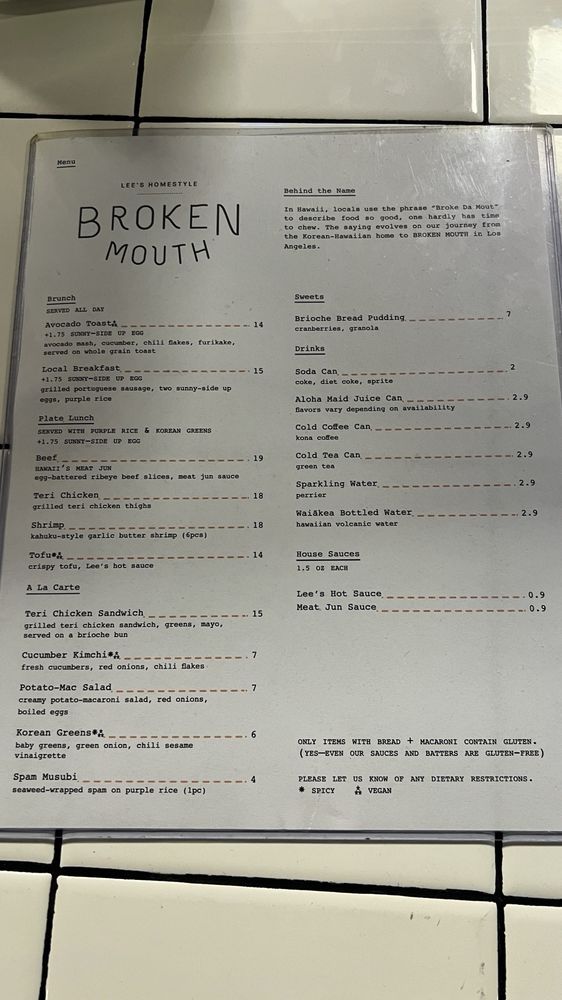 Menu
LEE'S HOMESTYLE
BROKEN
MOUTH
Behind the Name
In Hawaii, locals use the phrase "Broke Da Mout"
to describe food so good, one hardly has time
to chew. The saying evolves on our journey from
the Korean-Hawaiian home to BROKEN MOUTH in Los
Angeles.
Brunch
SERVED ALL DAY
Avocado Toast 14
+1.75 SUNNY-SIDE UP EGG
avocado mash, cucumber, chili flakes, furikake,
served on whole grain toast
Local Breakfast 15
+1.75 SUNNY-SIDE UP EGG
grilled portuguese sausage, two sunny-side up
eggs, purple rice
Plate Lunch
SERVED WITH PURPLE RICE & KOREAN GREENS
+1.75 SUNNY-SIDE UP EGG
Beef 19
HAWAII'S MEAT JUN
egg-battered ribeye beef slices, meat jun sauce
Teri Chicken 18
grilled teri chicken thighs
Shrimp 18
kahuku-style garlic butter shrimp (6pcs)
Tofu* 14
crispy tofu, Lee's hot sauce
A La Carte
Teri Chicken Sandwich 15
grilled teri chicken sandwich, greens, mayo,
served on a brioche bun
Cucumber Kimchi* 7
fresh cucumbers, red onions, chili flakes
Potato-Mac Salad 7
creamy potato-macaroni salad, red onions,
boiled eggs
Korean Greens* 6
baby greens, green onion, chili sesame
vinaigrette
Spam Musubi 4
seaweed-wrapped spam on purple rice (1pc)
Sweets
Brioche Bread Pudding 7
cranberries, granola
Drinks
Soda Can 2
coke, diet coke, sprite
Aloha Maid Juice Can 2.9
flavors vary depending on availability
Cold Coffee Can 2.9
kona coffee
Cold Tea Can 2.9
green tea
Sparkling Water 2.9
perrier
Waiākea Bottled Water 2.9
hawaiian volcanic water
House Sauces
1.5 OZ EACH
Lee's Hot Sauce 0.9
Meat Jun Sauce 0.9
ONLY ITEMS WITH BREAD + MACARONI CONTAIN GLUTEN.
(YES—EVEN OUR SAUCES AND BATTERS ARE GLUTEN-FREE)
PLEASE LET US KNOW OF ANY DIETARY RESTRICTIONS.
* SPICY VEGAN